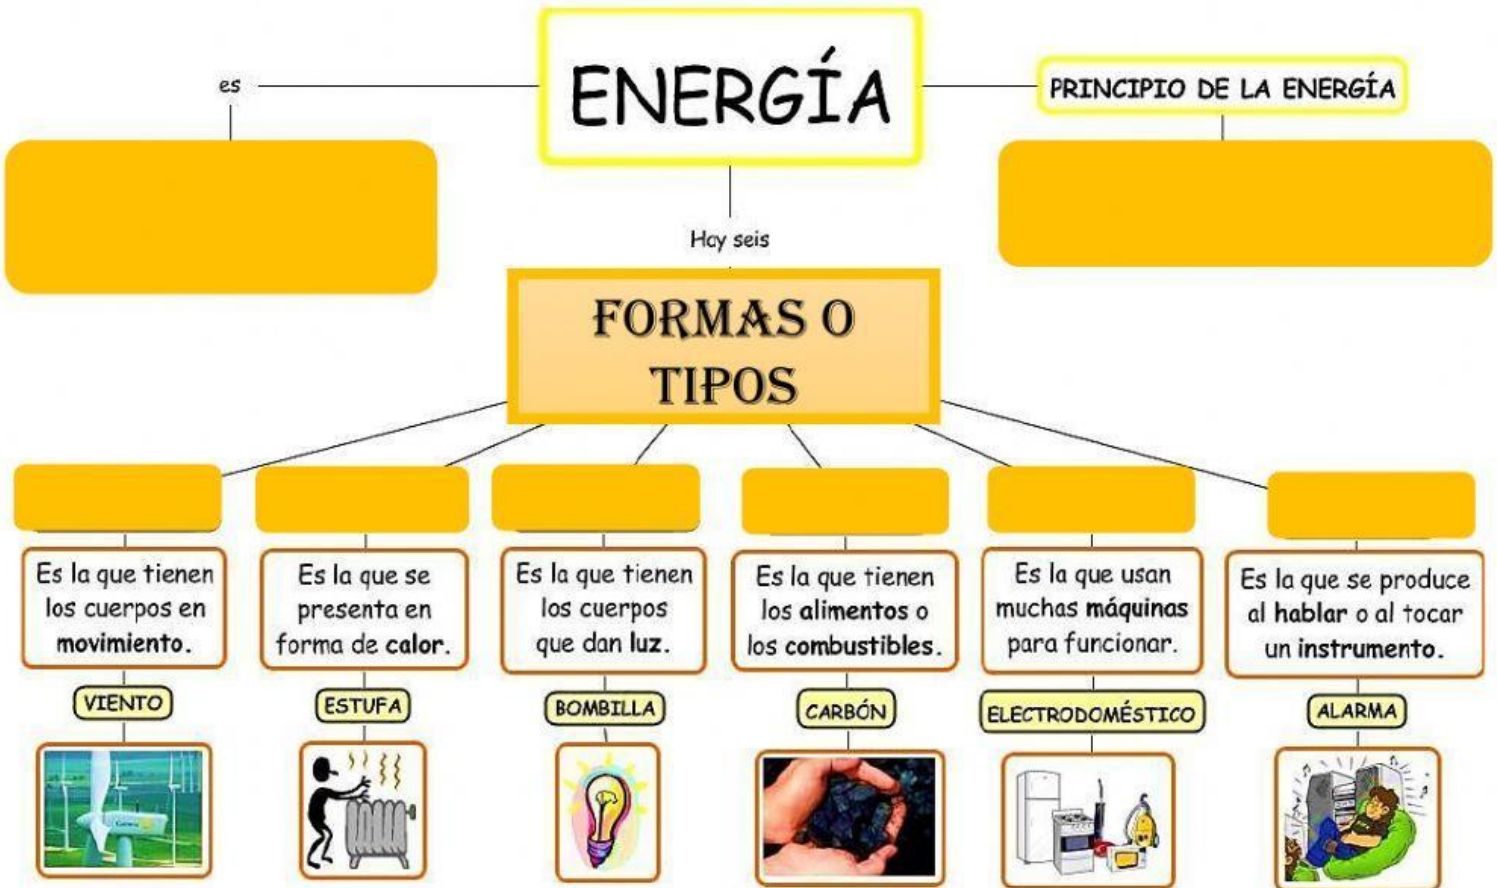 ENERGÍA
es
PRINCIPIO DE LA ENERGÍA
Hay seis
FORMAS O
TIPOS
Es la que tienen
los cuerpos en
movimiento.
VIENTO
Es la que se
presenta en
forma de calor.
ESTUFA
Es la que tienen
los cuerpos
que dan luz.
BOMBILLA
Es la que tienen
los alimentos o
los combustibles.
CARBÓN
Es la que usan
muchas máquinas
para funcionar.
ELECTRODOMÉSTICO
Es la que se produce
al hablar o al tocar
un instrumento.
ALARMA